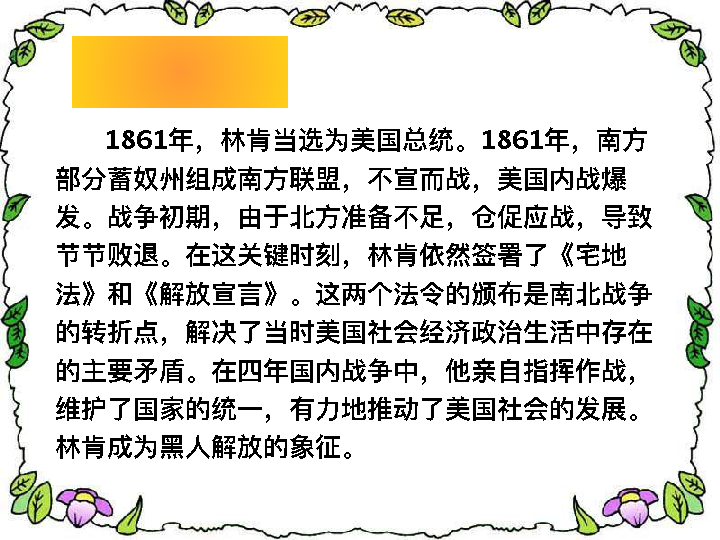 1861年，林肯当选为美国总统。1861年，南方
部分蓄奴州组成南方联盟，不宣而战，美国内战爆
发。战争初期，由于北方准备不足，仓促应战，导致
节节败退。在这关键时刻，林肯依然签署了《宅地
法》和《解放宣言》。这两个法令的颁布是南北战争
的转折点，解决了当时美国社会经济政治生活中存在
的主要矛盾。在四年国内战争中，他亲自指挥作战，
维护了国家的统一，有力地推动了美国社会的发展。
林肯成为黑人解放的象征。